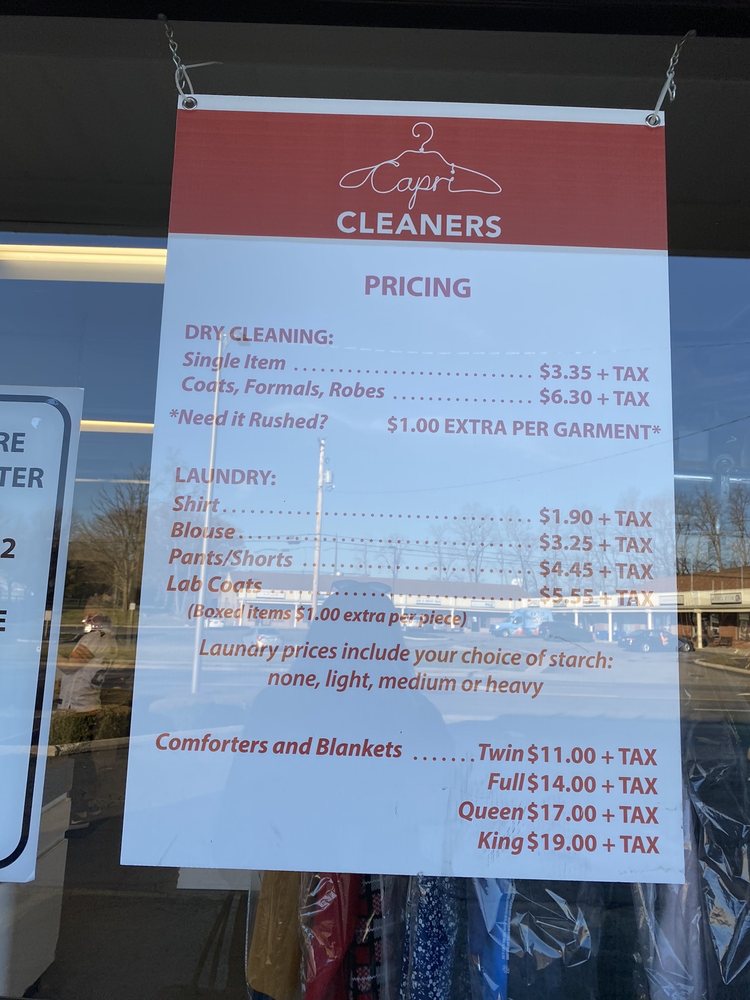 Capri
CLEANERS
PRICING
DRY CLEANING:
Single Item ................................ $3.35 + TAX
Coats, Formals, Robes .................. $6.30 + TAX
*Need it Rushed? $1.00 EXTRA PER GARMENT*
LAUNDRY:
Shirt ........................................ $1.90 + TAX
Blouse ...................................... $3.25 + TAX
Pants/Shorts ............................... $4.45 + TAX
Lab Coats ................................... $5.55 + TAX
(Boxed items $1.00 extra per piece)
Laundry prices include your choice of starch:
none, light, medium or heavy
Comforters and Blankets ....... Twin $11.00 + TAX
Full $14.00 + TAX
Queen $17.00 + TAX
King $19.00 + TAX
RE
TER
2
E